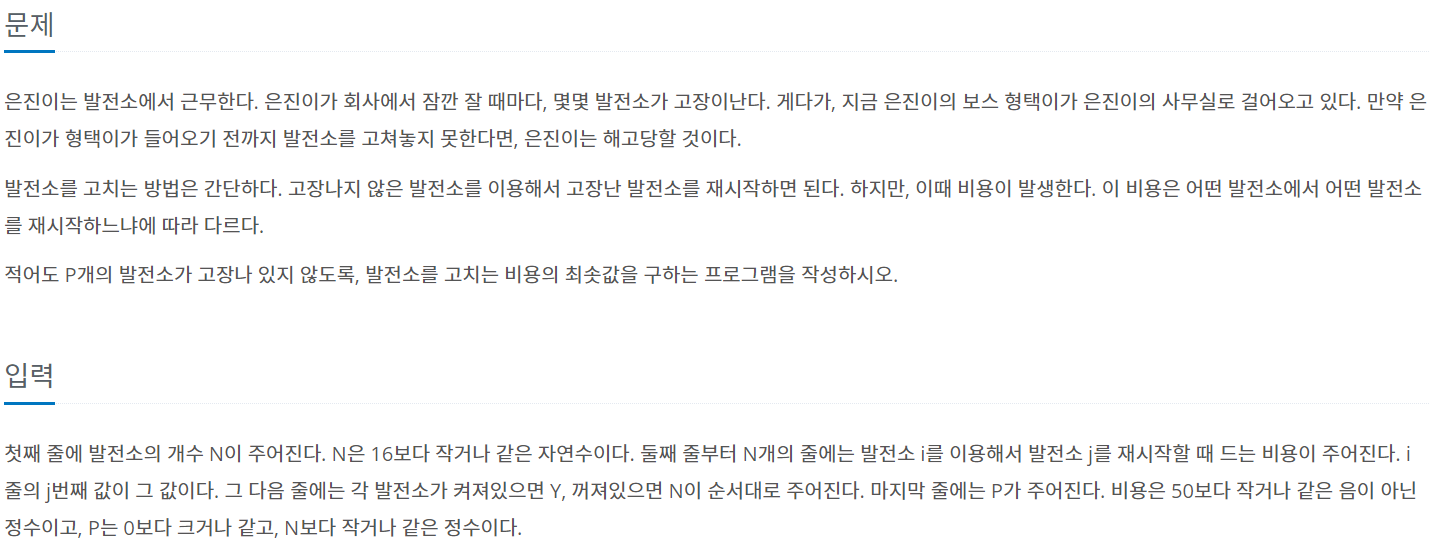 문제
은진이는 발전소에서 근무한다. 은진이가 회사에서 잠깐 잘 때마다, 몇몇 발전소가 고장이난다. 게다가, 지금 은진이의 보스 형택이가 은진이의 사무실로 걸어오고 있다. 만약 은
진이가 형택이가 들어오기 전까지 발전소를 고쳐놓지 못한다면, 은진이는 해고당할 것이다.
발전소를 고치는 방법은 간단하다. 고장나지 않은 발전소를 이용해서 고장난 발전소를 재시작하면 된다. 하지만, 이때 비용이 발생한다. 이 비용은 어떤 발전소에서 어떤 발전소
를 재시작하느냐에 따라 다르다.
적어도 P개의 발전소가 고장나 있지 않도록, 발전소를 고치는 비용의 최솟값을 구하는 프로그램을 작성하시오.
입력
첫째 줄에 발전소의 개수 N이 주어진다. N은 16보다 작거나 같은 자연수이다. 둘째 줄부터 N개의 줄에는 발전소 i를 이용해서 발전소 j를 재시작할 때 드는 비용이 주어진다. i
줄의 j번째 값이 그 값이다. 그 다음 줄에는 각 발전소가 켜져있으면 Y, 꺼져있으면 N이 순서대로 주어진다. 마지막 줄에는 P가 주어진다. 비용은 50보다 작거나 같은 음이 아닌
정수이고, P는 0보다 크거나 같고, N보다 작거나 같은 정수이다.